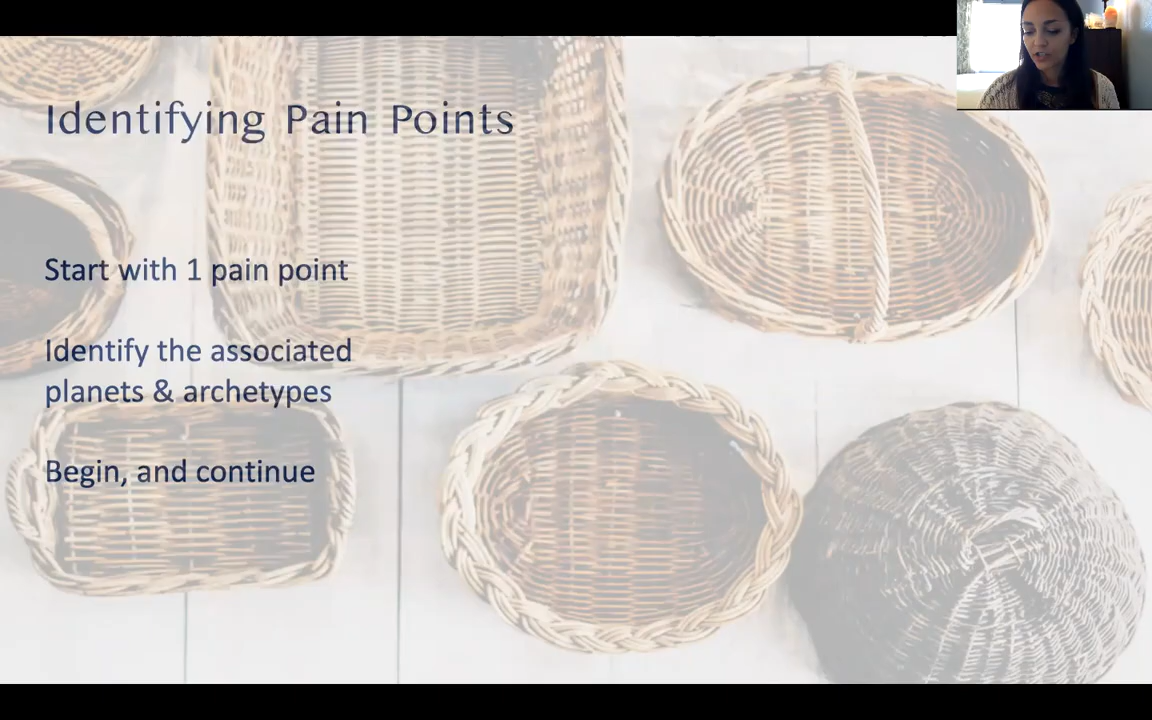 Identifying Pain Points
Start with 1 pain point
Identify the associated
planets & archetypes
Begin, and continue